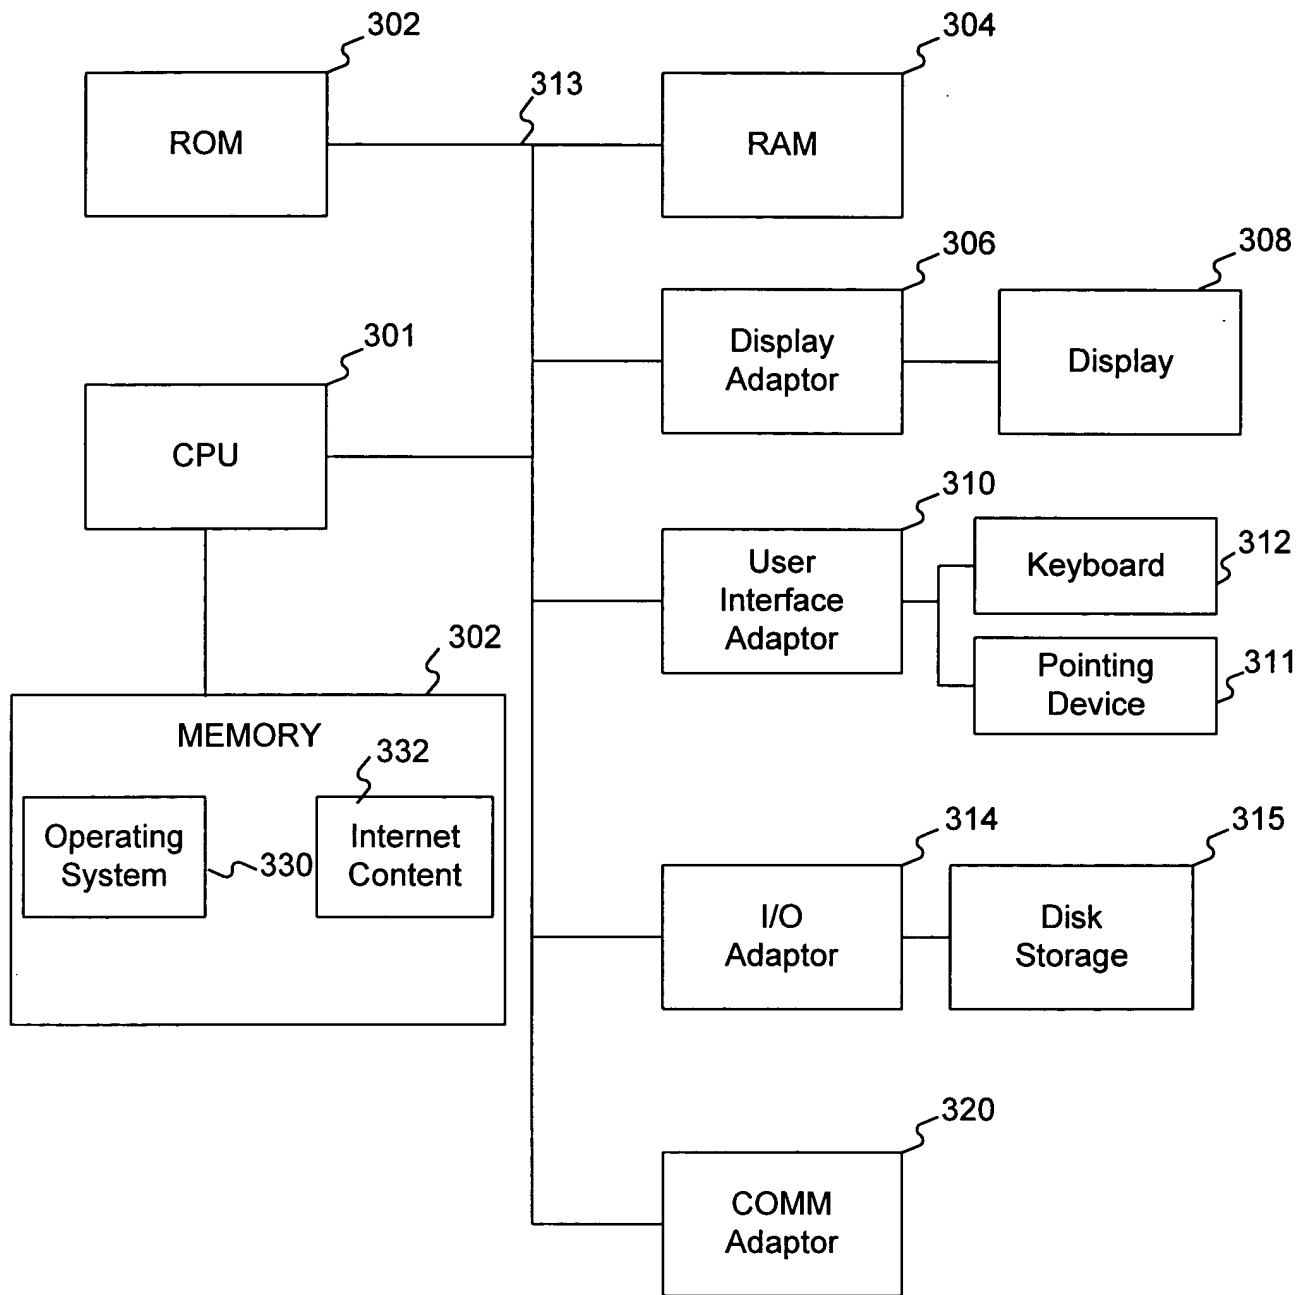 302
304
313
ROM
RAM
306
308
301
Display
Adaptor
Display
CPU
310
User
Interface
Adaptor
Keyboard
312
302
Pointing
Device
311
MEMORY
332
Operating
System
330
Internet
Content
314
315
I/O
Adaptor
Disk
Storage
320
COMM
Adaptor